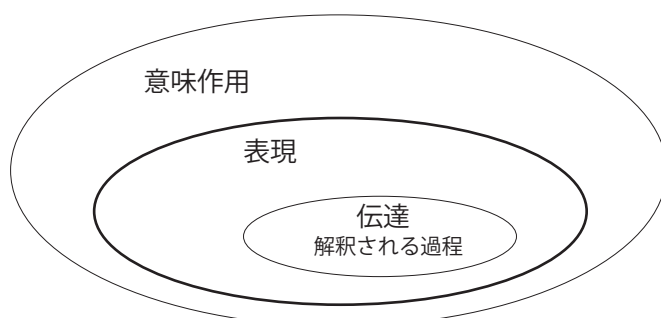 意味作用
表現
伝達
解釈される過程